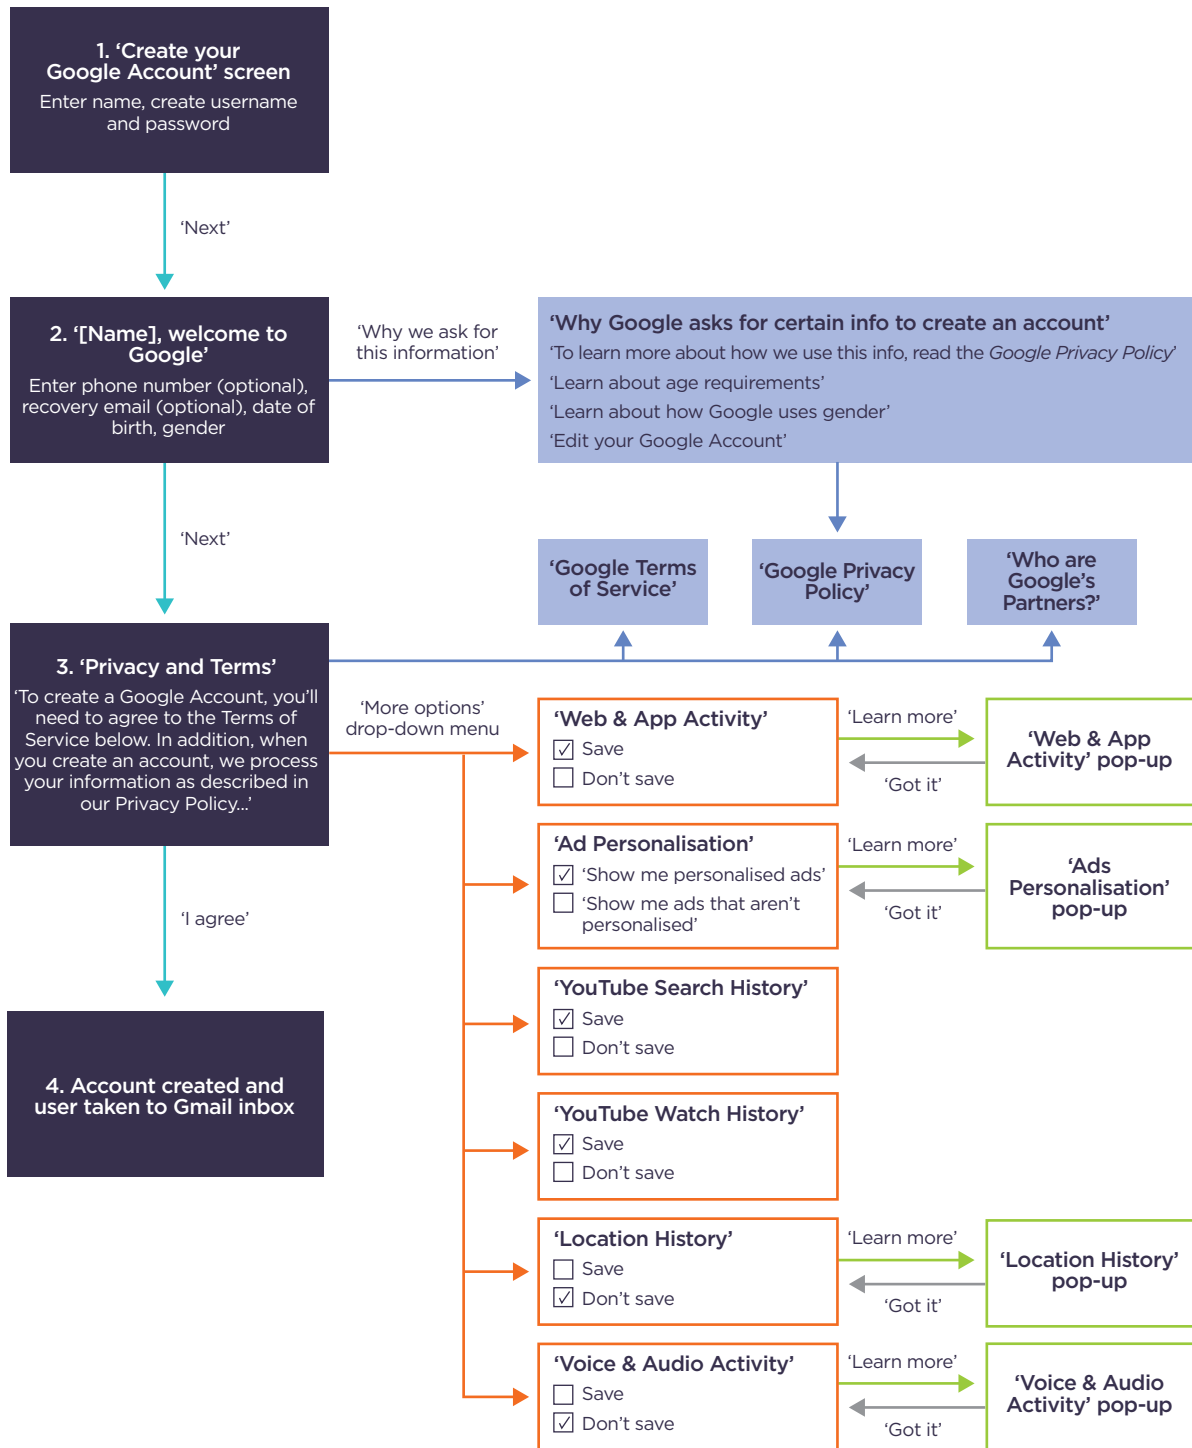 1. ‘Create your
Google Account’ screen
Enter name, create username
and password
‘Next’
2. ‘[Name], welcome to
Google’
Enter phone number (optional),
recovery email (optional), date of
birth, gender
‘Why we ask for
this information’
‘Why Google asks for certain info to create an account’
‘To learn more about how we use this info, read the Google Privacy Policy’
‘Learn about age requirements’
‘Learn about how Google uses gender’
‘Edit your Google Account’
‘Next’
‘Google Terms
of Service’
‘Google Privacy
Policy’
‘Who are
Google’s
Partners?’
3. ‘Privacy and Terms’
‘To create a Google Account, you’ll
need to agree to the Terms of
Service below. In addition, when
you create an account, we process
your information as described in
our Privacy Policy...’
‘More options’
drop-down menu
‘Web & App Activity’
Save
Don’t save
‘Learn more’
‘Got it’
‘Web & App
Activity’ pop-up
‘Ad Personalisation’
‘Show me personalised ads’
‘Show me ads that aren’t
personalised’
‘Learn more’
‘Got it’
‘Ads
Personalisation’
pop-up
‘I agree’
4. Account created and
user taken to Gmail inbox
‘YouTube Search History’
Save
Don’t save
‘YouTube Watch History’
Save
Don’t save
‘Location History’
Save
Don’t save
‘Learn more’
‘Got it’
‘Location History’
pop-up
‘Voice & Audio Activity’
Save
Don’t save
‘Learn more’
‘Got it’
‘Voice & Audio
Activity’ pop-up